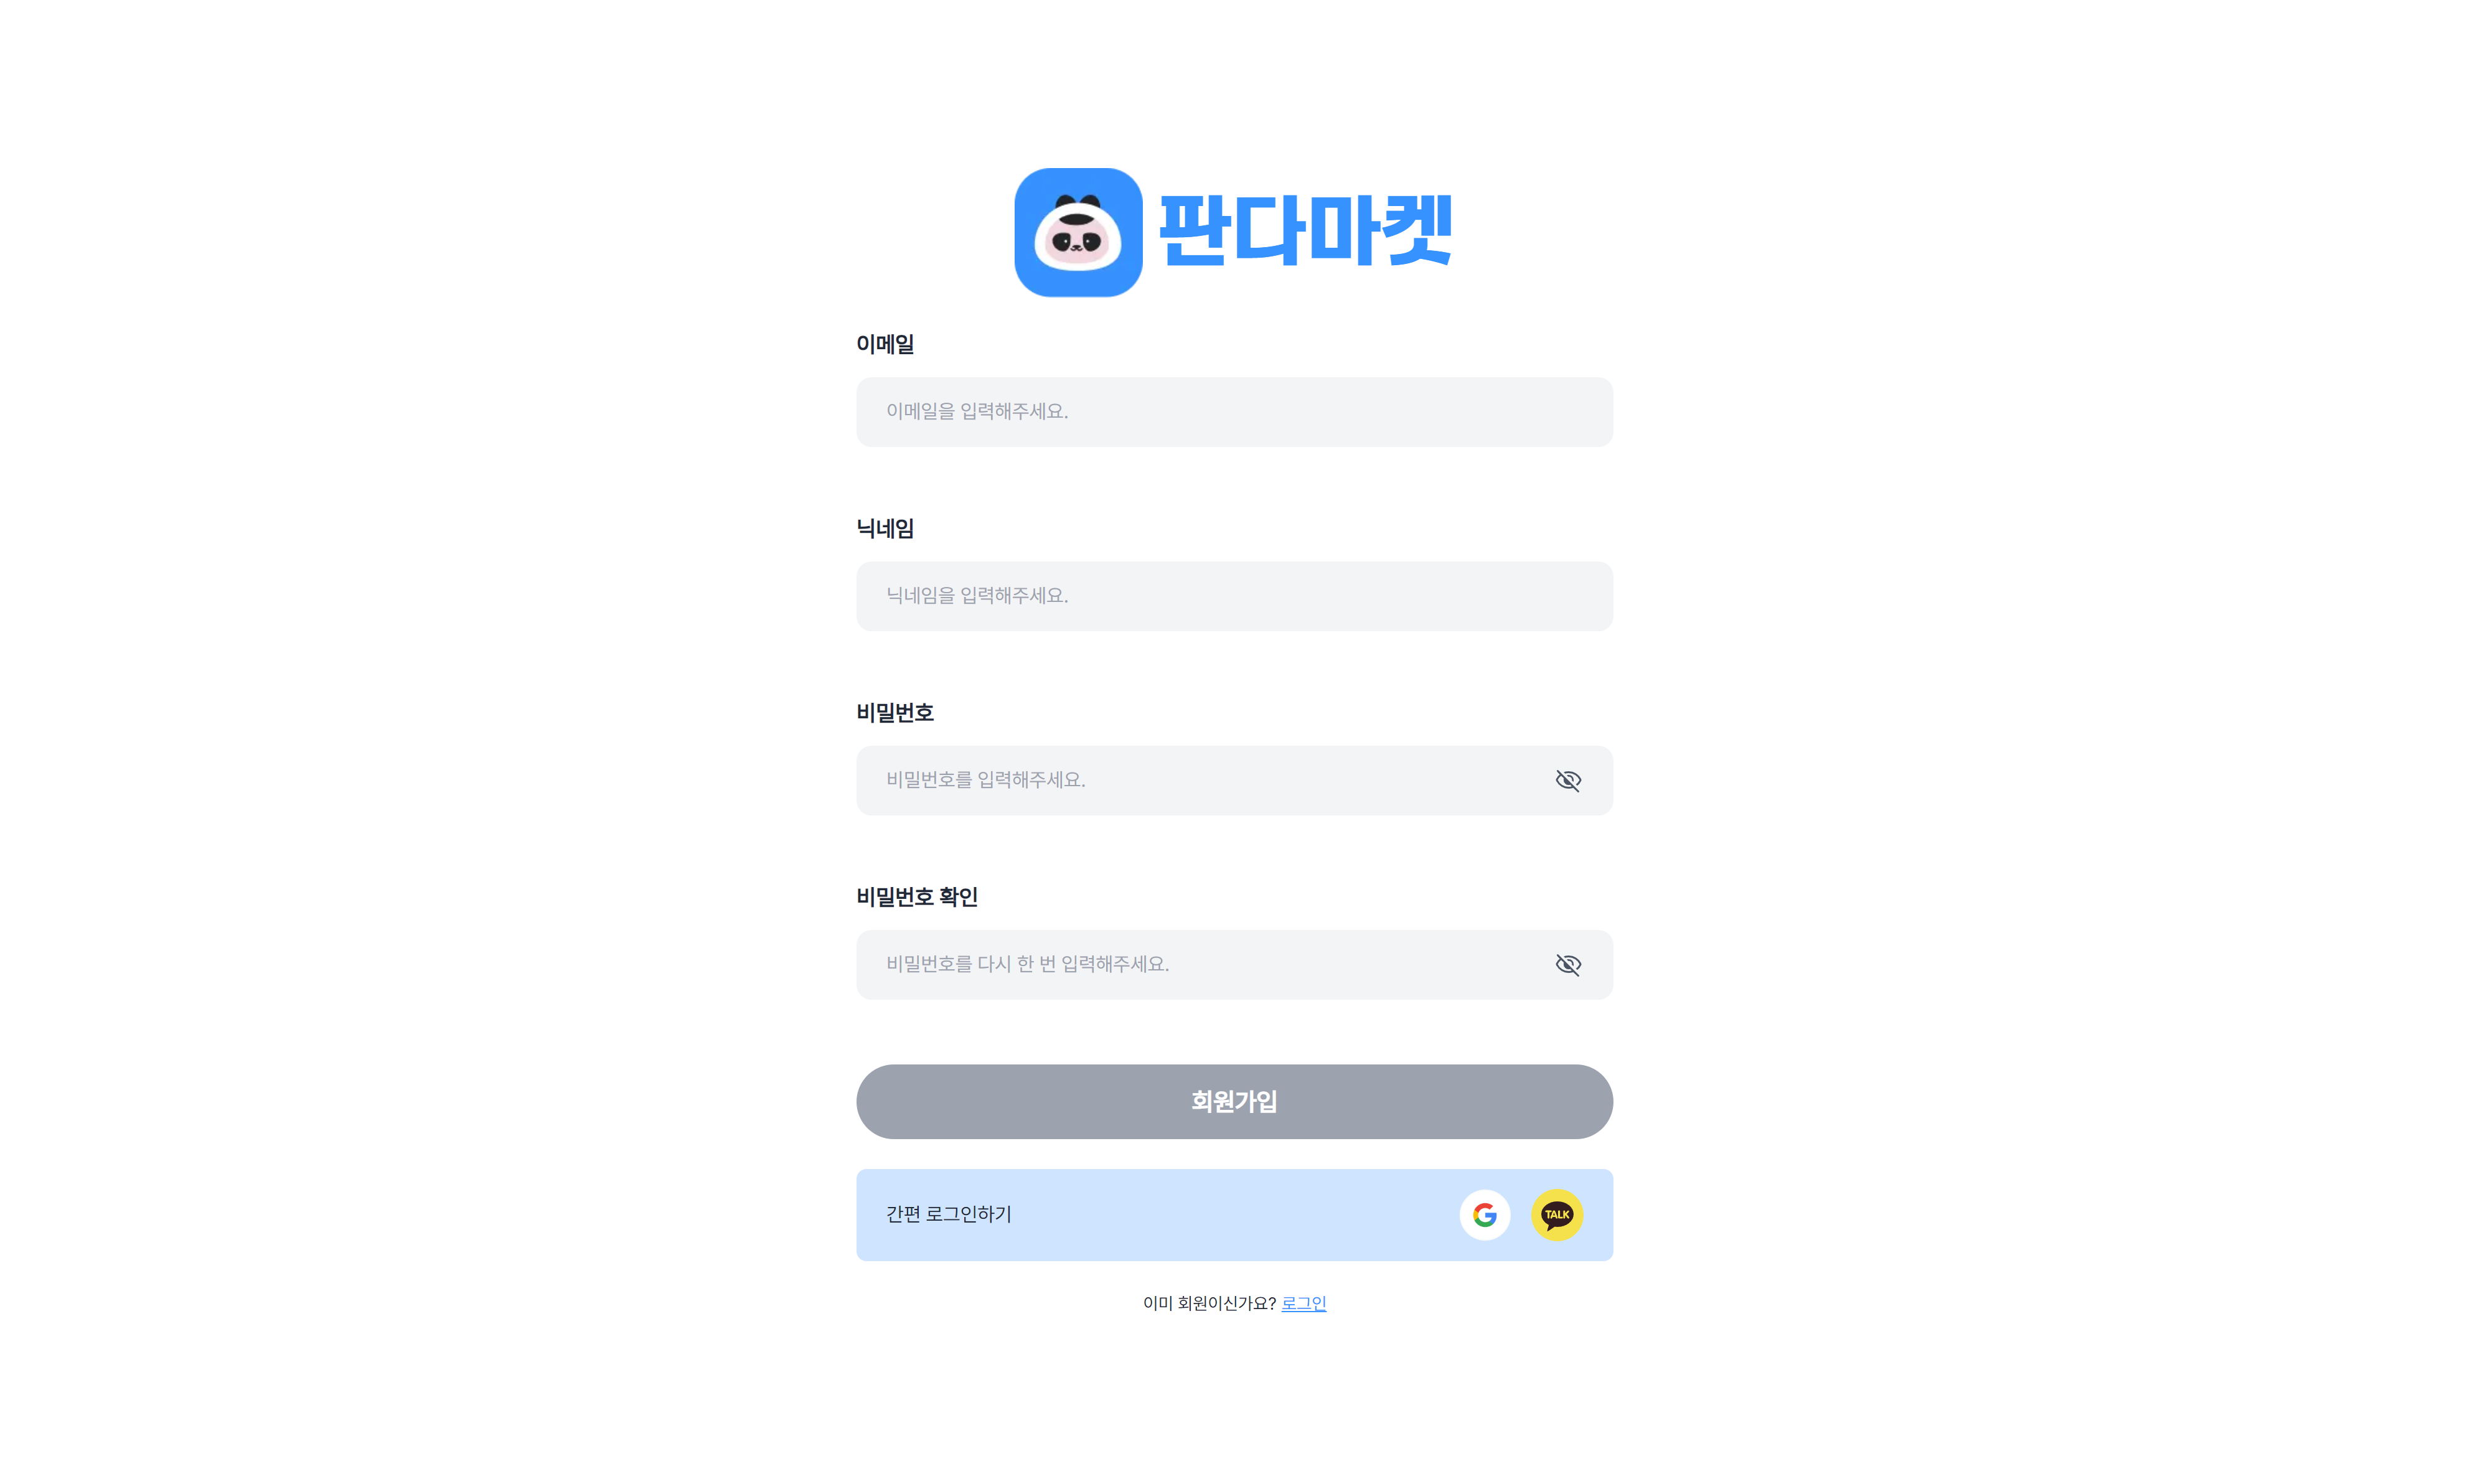 판다마켓
이메일
이메일을 입력해주세요.
닉네임
닉네임을 입력해주세요.
비밀번호
비밀번호를 입력해주세요.
비밀번호 확인
비밀번호를 다시 한 번 입력해주세요.
회원가입
간편 로그인하기
TALK
이미 회원이신가요? 로그인